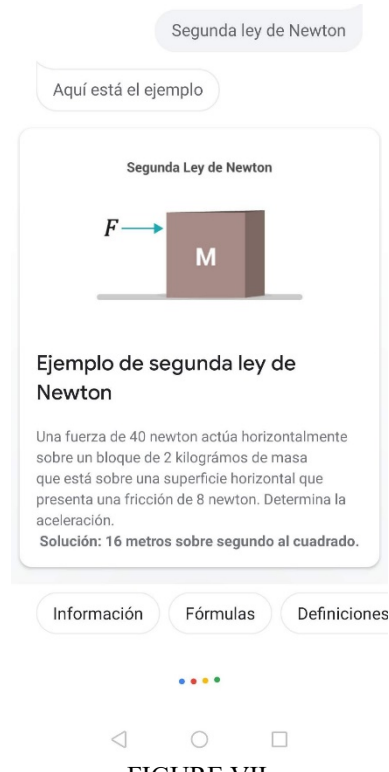 Segunda ley de Newton
Aquí está el ejemplo
Segunda Ley de Newton
F
M
Ejemplo de segunda ley de
Newton
Una fuerza de 40 newton actúa horizontalmente
sobre un bloque de 2 kilográmos de masa
que está sobre una superficie horizontal que
presenta una fricción de 8 newton. Determina la
aceleración.
Solución: 16 metros sobre segundo al cuadrado.
Información
Fórmulas
Definiciones
FIGURE VII